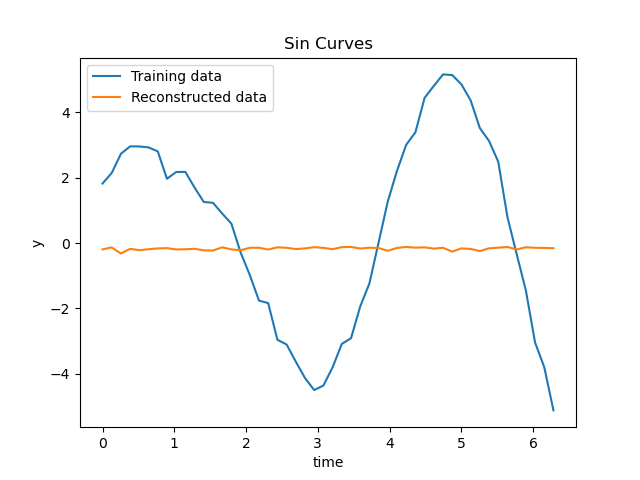 Sin Curves
Training data
Reconstructed data
y
4
2
0
−2
−4
0 1 2 3 4 5 6
time